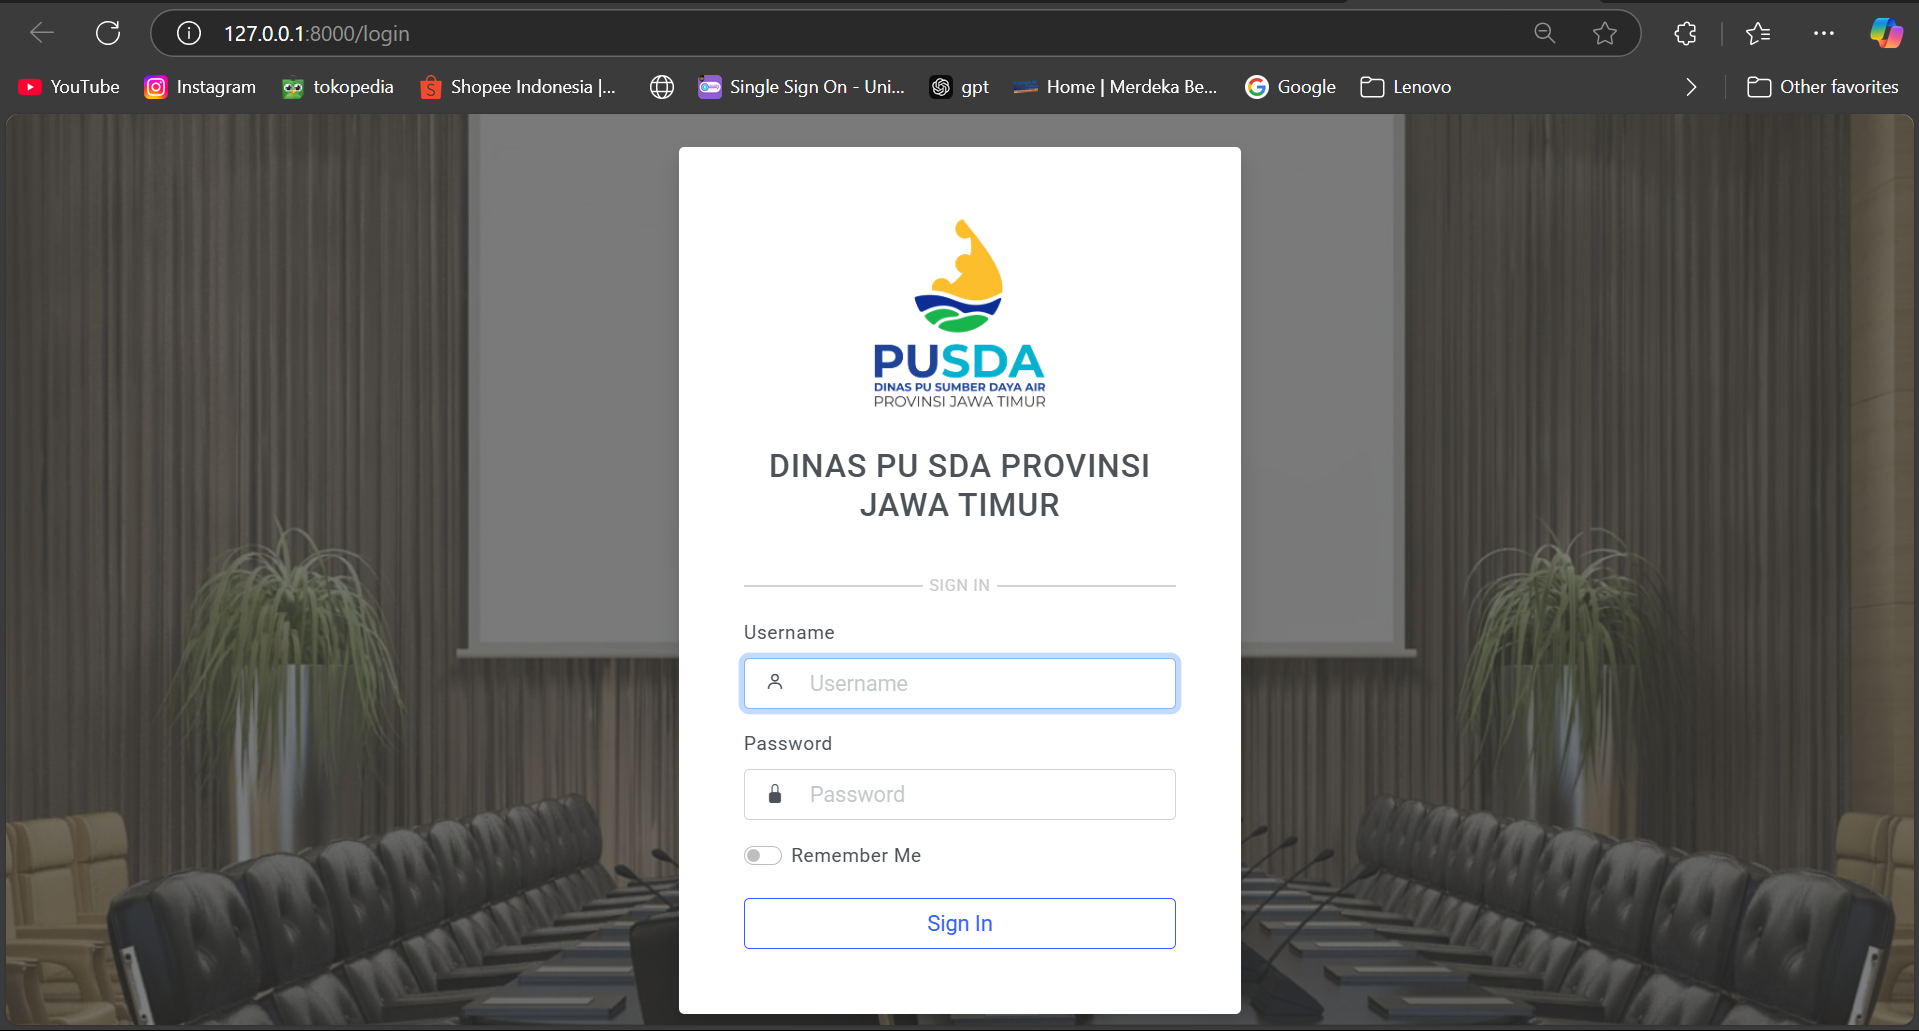 127.0.0.1:8000/login
YouTube
Instagram
tokopedia
Shopee Indonesia |...
Single Sign On - Uni...
gpt
Home | Merdeka Be...
Google
Lenovo
Other favorites
PUSDA
DINAS PU SUMBER DAYA AIR
PROVINSI JAWA TIMUR
DINAS PU SDA PROVINSI
JAWA TIMUR
SIGN IN
Username
Username
Password
Password
Remember Me
Sign In